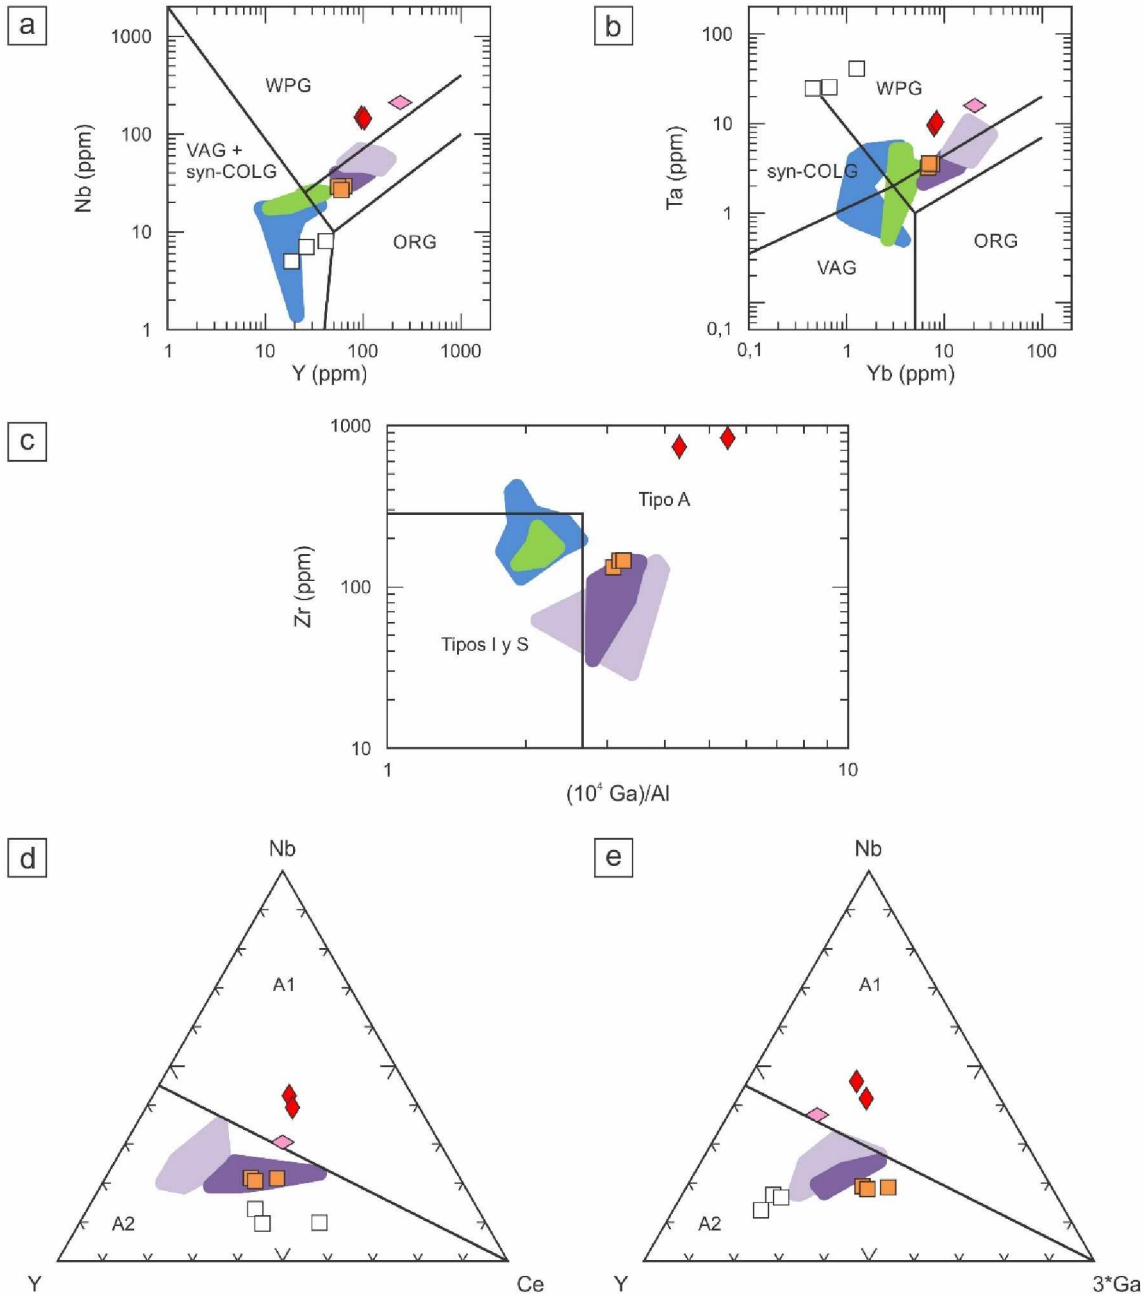 a
1000
100
10
1
Nb (ppm)
WPG
VAG +
syn-COLG
ORG
1
10
100
1000
Y (ppm)
b
100
10
1
0,1
Ta (ppm)
WPG
syn-COLG
VAG
ORG
0,1
1
10
100
Yb (ppm)
c
1000
100
10
Zr (ppm)
Tipo A
Tipos I y S
1
10
(10⁴ Ga)/Al
d
Nb
A1
A2
Y
Ce
e
Nb
A1
A2
Y
3*Ga